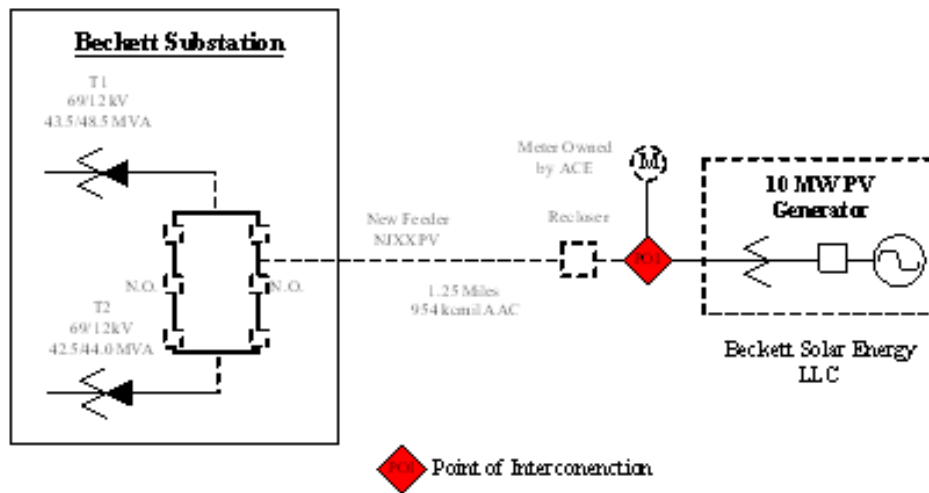 Beckett Substation
T1
69/12 kV
43.5/48.5 MVA
N.O.
N.O.
T2
69/12kV
42.5/44.0 MVA
New Feeder
NJXXPV
1.25 Miles
954 kcmil AAC
Recloser
Meter Owned
by ACE
M
POI
10 MW PV
Generator
Beckett Solar Energy
LLC
POI
Point of Interconenction